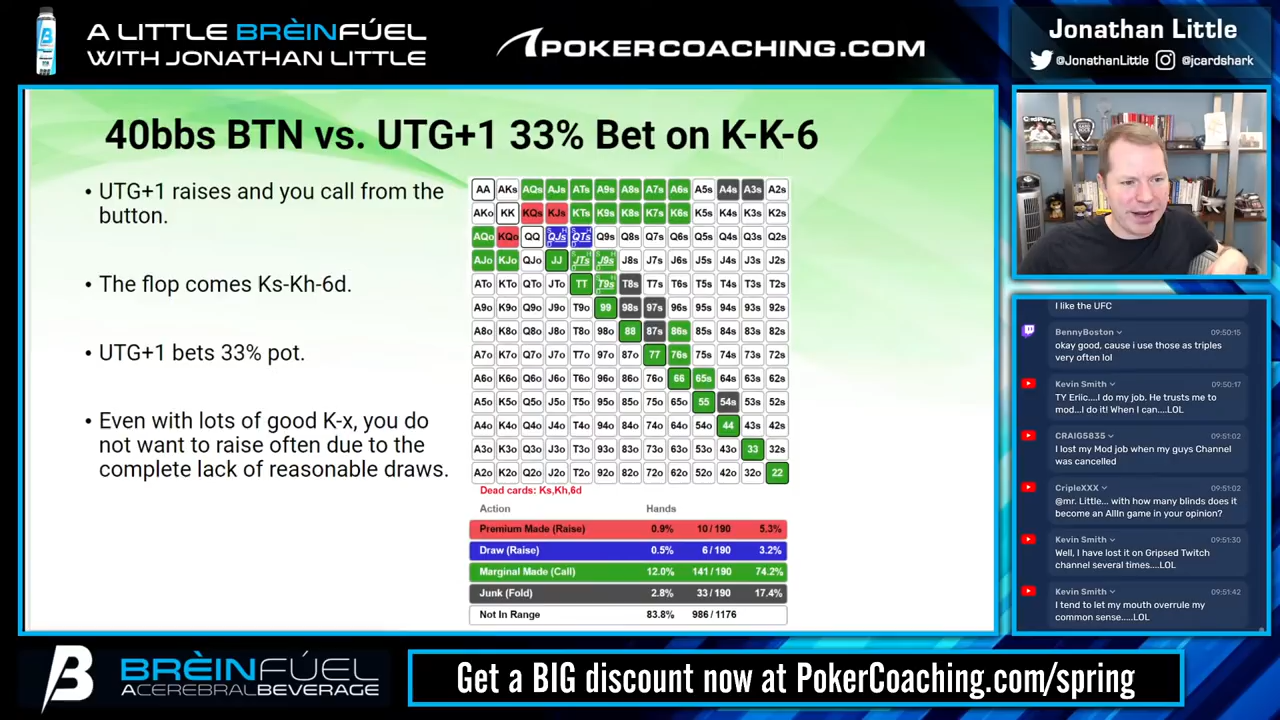 A LITTLE BRÈINFÚEL
WITH JONATHAN LITTLE
POKERCOACHING.COM
Jonathan Little
@JonathanLittle @jcardshark
40bbs BTN vs. UTG+1 33% Bet on K-K-6
• UTG+1 raises and you call from the
button.
• The flop comes Ks-Kh-6d.
• UTG+1 bets 33% pot.
• Even with lots of good K-x, you do
not want to raise often due to the
complete lack of reasonable draws.
AA AKs AQs AJs ATs A9s A8s A7s A6s A5s A4s A3s A2s
AKo KK KQs KJs KTs K9s K8s K7s K6s K5s K4s K3s K2s
AQo KQo QQ QJs QTs Q9s Q8s Q7s Q6s Q5s Q4s Q3s Q2s
AJo KJo QJo JJ JTs J9s J8s J7s J6s J5s J4s J3s J2s
ATo KTo QTo JTo TT T9s T8s T7s T6s T5s T4s T3s T2s
A9o K9o Q9o J9o T9o 99 98s 97s 96s 95s 94s 93s 92s
A8o K8o Q8o J8o T8o 98o 88 87s 86s 85s 84s 83s 82s
A7o K7o Q7o J7o T7o 97o 87o 77 76s 75s 74s 73s 72s
A6o K6o Q6o J6o T6o 96o 86o 76o 66 65s 64s 63s 62s
A5o K5o Q5o J5o T5o 95o 85o 75o 65o 55 54s 53s 52s
A4o K4o Q4o J4o T4o 94o 84o 74o 64o 54o 44 43s 42s
A3o K3o Q3o J3o T3o 93o 83o 73o 63o 53o 43o 33 32s
A2o K2o Q2o J2o T2o 92o 82o 72o 62o 52o 42o 32o 22
Dead cards: Ks,Kh,6d
Action Hands
Premium Made (Raise) 0.9% 10 / 190 5.3%
Draw (Raise) 0.5% 6 / 190 3.2%
Marginal Made (Call) 12.0% 141 / 190 74.2%
Junk (Fold) 2.8% 33 / 190 17.4%
Not In Range 83.8% 986 / 1176
I like the UFC
BennyBoston 09:50:15
okay good, cause i use those as triples
very often lol
Kevin Smith 09:50:17
TY Eriic....I do my job. He trusts me to
mod...I do it! When I can....LOL
CRAIG5835 09:51:02
I lost my Mod job when my guys Channel
was cancelled
CripleXXX 09:51:02
@mr. Little... with how many blinds does it
become an AllIn game in your opinion?
Kevin Smith 09:51:30
Well, I have lost it on Gripsed Twitch
channel several times....LOL
Kevin Smith 09:51:42
I tend to let my mouth overrule my
common sense.....LOL
BRÈINFÚEL
A CEREBRAL BEVERAGE
Get a BIG discount now at PokerCoaching.com/spring